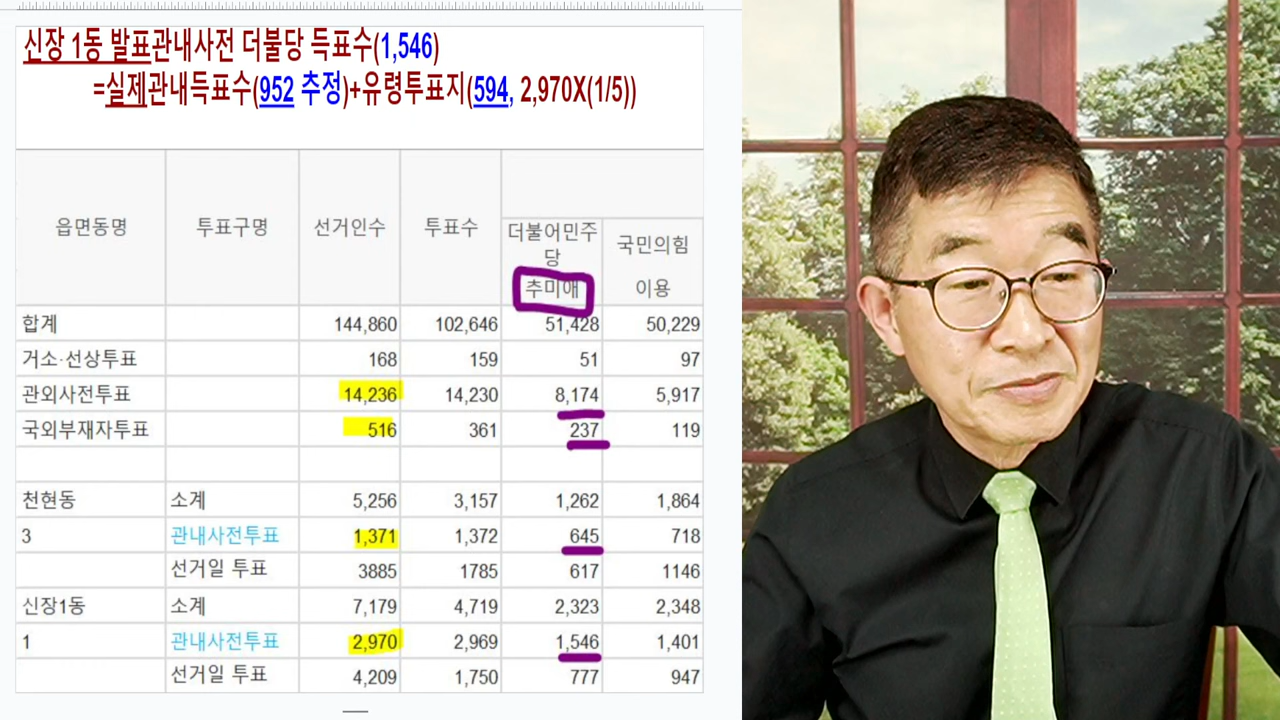 신장 1동 발표관내사전 더불당 득표수(1,546)
=실제관내득표수(952 추정)+유령투표지(594, 2,970X(1/5))
읍면동명 투표구명 선거인수 투표수 더불어민주당 추미애 국민의힘 이용
합계 144,860 102,646 51,428 50,229
거소·선상투표 168 159 51 97
관외사전투표 14,236 14,230 8,174 5,917
국외부재자투표 516 361 237 119
천현동 소계 5,256 3,157 1,262 1,864
3 관내사전투표 1,371 1,372 645 718
선거일 투표 3885 1785 617 1146
신장1동 소계 7,179 4,719 2,323 2,348
1 관내사전투표 2,970 2,969 1,546 1,401
선거일 투표 4,209 1,750 777 947